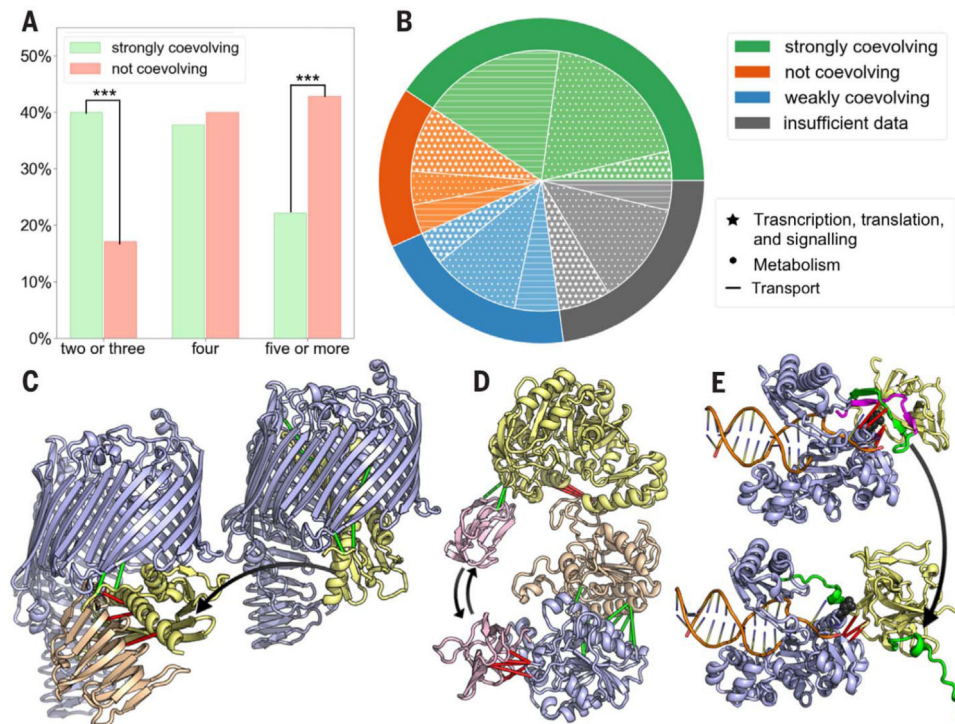 A
50%
40%
30%
20%
10%
0%
strongly coevolving
not coevolving
***
***
two or three
four
five or more
B
strongly coevolving
not coevolving
weakly coevolving
insufficient data
Trasncription, translation,
and signalling
Metabolism
Transport
C
D
E